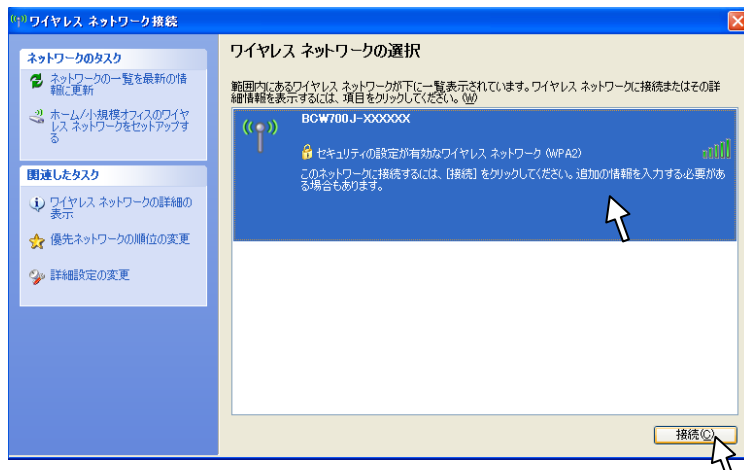 ワイヤレス ネットワーク接続
ネットワークのタスク
ネットワークの一覧を最新の情
報に更新
ホーム/小規模オフィスのワイヤ
レス ネットワークをセットアップす
る
関連したタスク
ワイヤレス ネットワークの詳細の
表示
優先ネットワークの順位の変更
詳細設定の変更
ワイヤレス ネットワークの選択
範囲内にあるワイヤレス ネットワークが下に一覧表示されています。ワイヤレス ネットワークに接続またはその詳
細情報を表示するには、項目をクリックしてください。(W)
BCW700J-XXXXXX
セキュリティの設定が有効なワイヤレス ネットワーク (WPA2)
このネットワークに接続するには、[接続] をクリックしてください。追加の情報を入力する必要があ
る場合もあります。
接続(C)